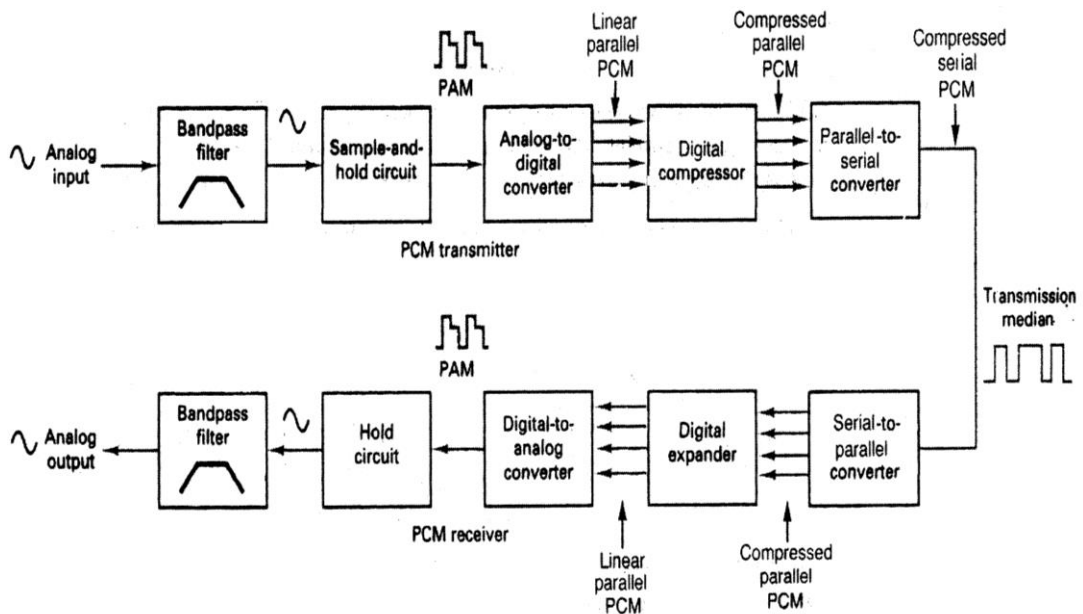 Linear
parallel
PCM
Compressed
parallel
PCM
Compressed
serial
PCM
PAM
Analog
input
Bandpass
filter
Sample-and-
hold circuit
Analog-to-
digital
converter
Digital
compressor
Parallel-to-
serial
converter
PCM transmitter
Transmission
median
PAM
Analog
output
Bandpass
filter
Hold
circuit
Digital-to-
analog
converter
Digital
expander
Serial-to-
parallel
converter
PCM receiver
Linear
parallel
PCM
Compressed
parallel
PCM